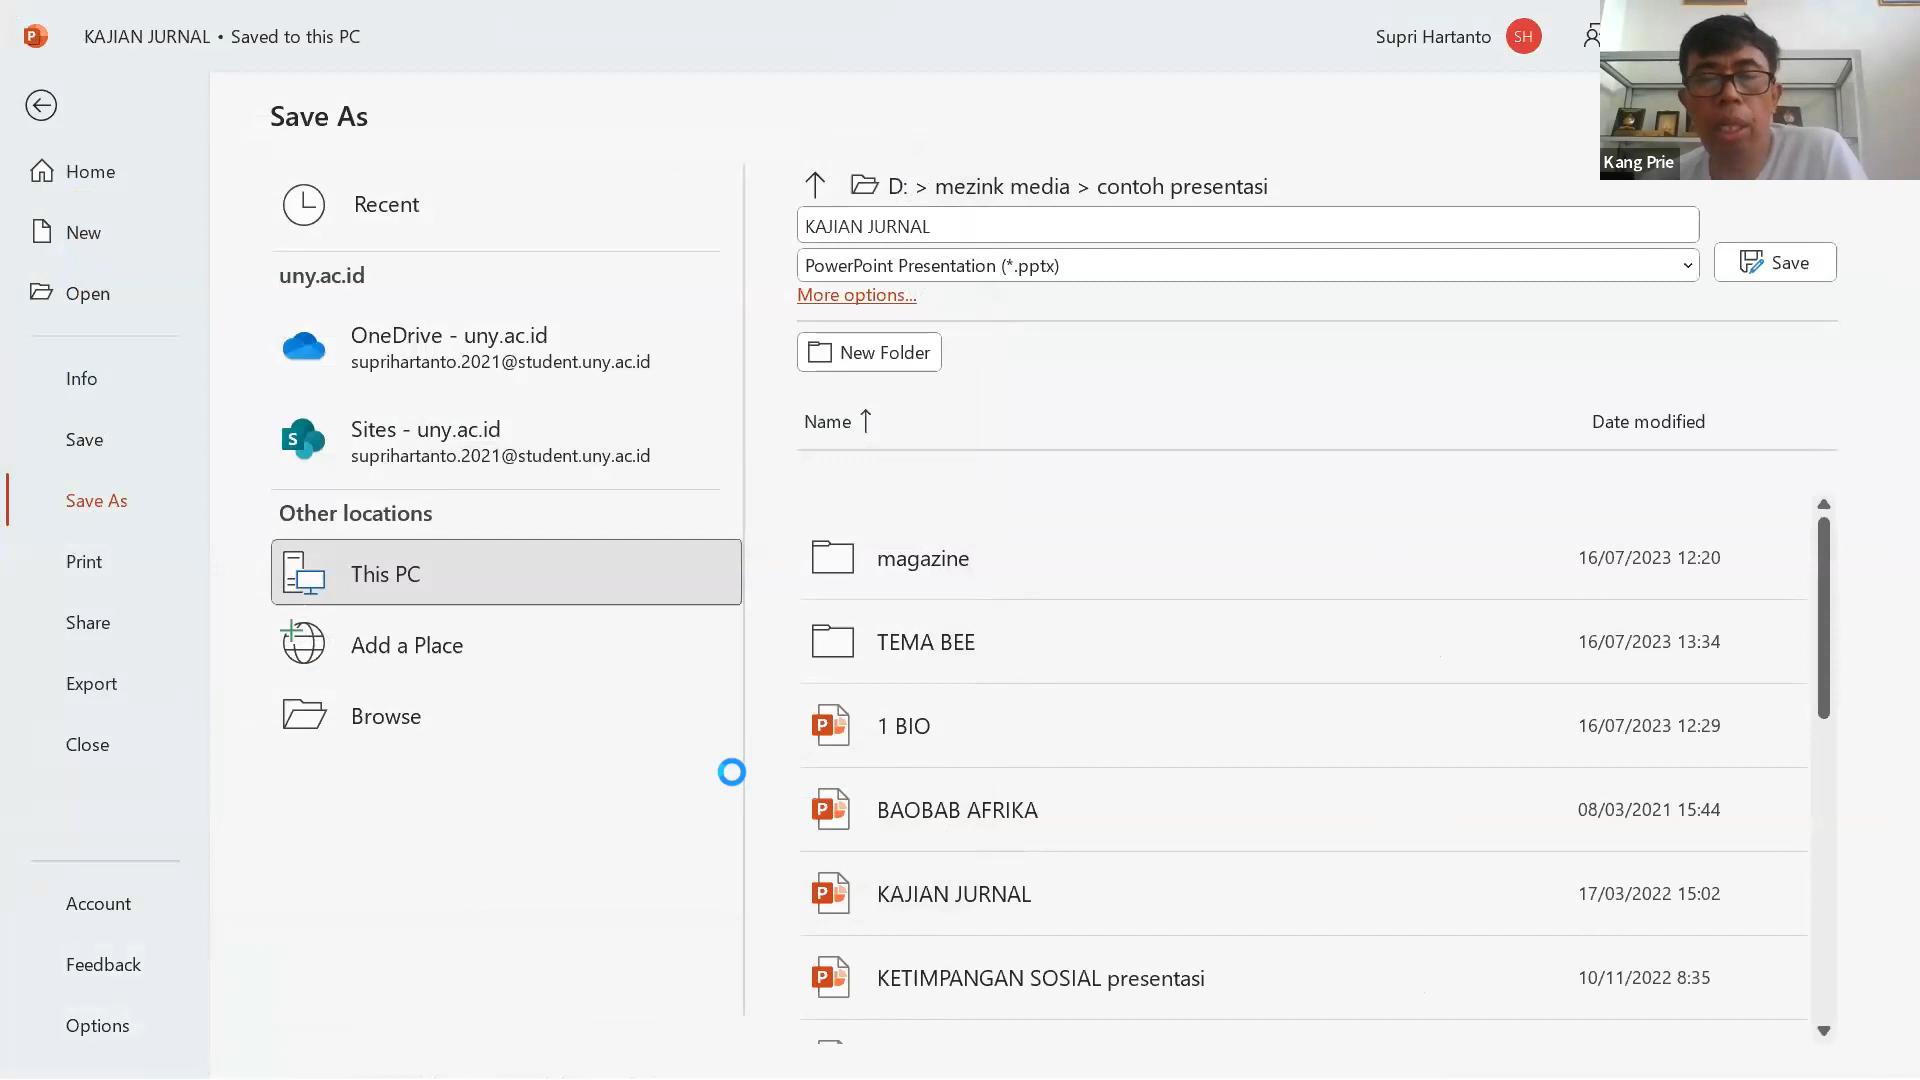 KAJIAN JURNAL • Saved to this PC
Supri Hartanto
SH
Kang Prie
Home
New
Open
Info
Save
Save As
Print
Share
Export
Close
Account
Feedback
Options
Save As
Recent
uny.ac.id
OneDrive - uny.ac.id
suprihartanto.2021@student.uny.ac.id
Sites - uny.ac.id
suprihartanto.2021@student.uny.ac.id
Other locations
This PC
Add a Place
Browse
D: > mezink media > contoh presentasi
KAJIAN JURNAL
PowerPoint Presentation (*.pptx)
Save
More options...
New Folder
Name Date modified
magazine 16/07/2023 12:20
TEMA BEE 16/07/2023 13:34
1 BIO 16/07/2023 12:29
BAOBAB AFRIKA 08/03/2021 15:44
KAJIAN JURNAL 17/03/2022 15:02
KETIMPANGAN SOSIAL presentasi 10/11/2022 8:35